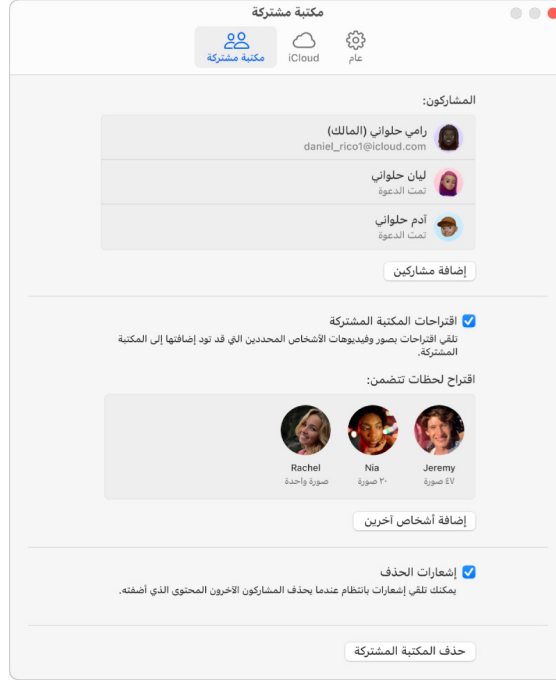 مكتبة مشتركة
عام
iCloud
مكتبة مشتركة
المشاركون:
رامي حلواني (المالك)
daniel_rico1@icloud.com
ليان حلواني
تمت الدعوة
آدم حلواني
تمت الدعوة
إضافة مشاركين
اقتراحات المكتبة المشتركة
تلقي اقتراحات بصور وفيديوهات الأشخاص المحددين التي قد تود إضافتها إلى المكتبة
المشتركة.
اقتراح لحظات تتضمن:
Jeremy
٤٧ صورة
Nia
٢٠ صورة
Rachel
صورة واحدة
إضافة أشخاص آخرين
إشعارات الحذف
يمكنك تلقي إشعارات بانتظام عندما يحذف المشاركون الآخرون المحتوى الذي أضفته.
حذف المكتبة المشتركة